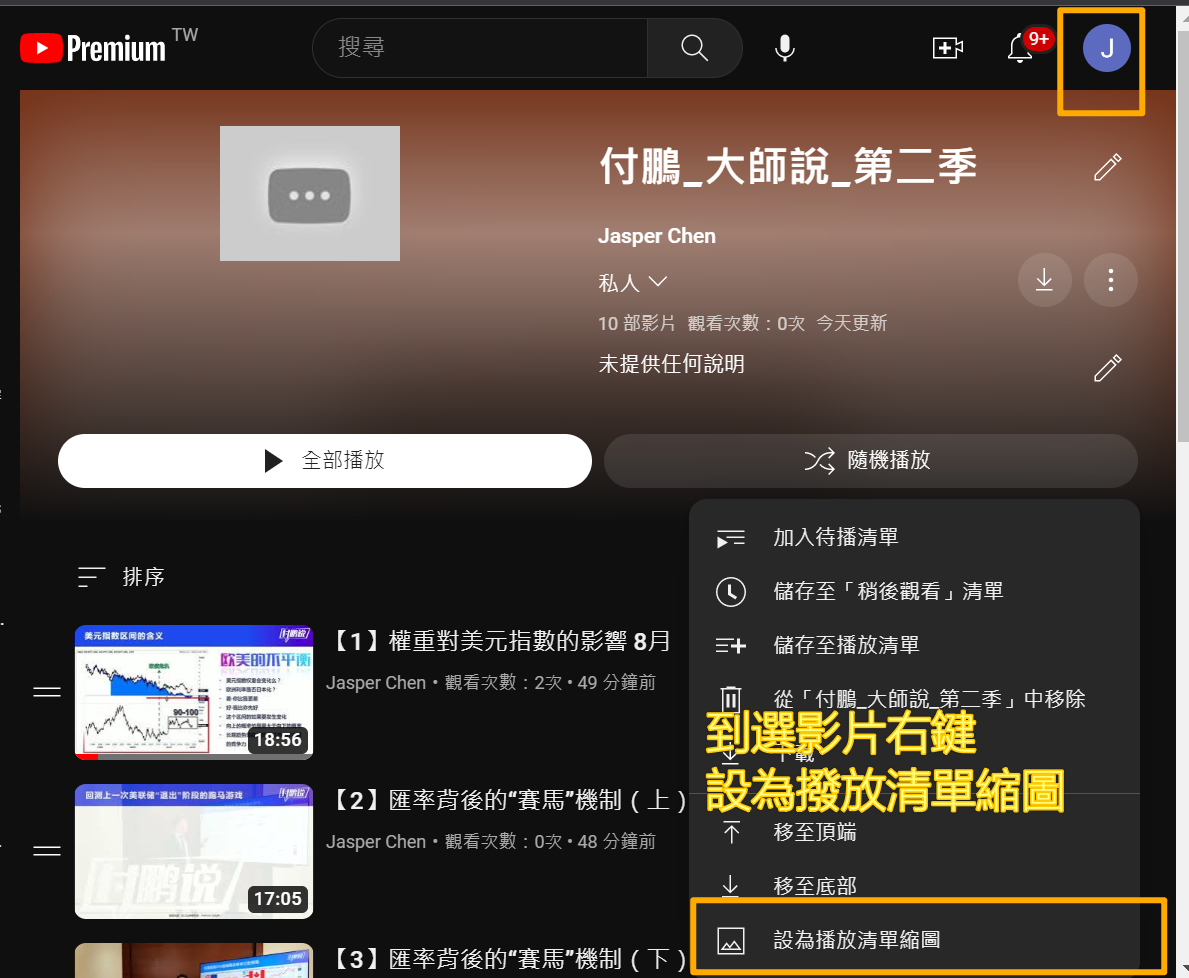 Premium TW
搜尋
9+
J
付鵬_大師說_第二季
Jasper Chen
私人
10 部影片 觀看次數：0次 今天更新
未提供任何說明
全部播放
隨機播放
排序
美元指数区间的含义
付鹏说
欧美的不平衡
90-100
18:56
【1】權重對美元指數的影響 8月
Jasper Chen • 觀看次數：2次 • 49 分鐘前
回溯上一次美联储“退出”阶段的跑马游戏
付鹏说
付鹏说
17:05
【2】匯率背後的“賽馬”機制（上）
Jasper Chen • 觀看次數：0次 • 48 分鐘前
【3】匯率背後的“賽馬”機制（下）
加入待播清單
儲存至「稍後觀看」清單
儲存至播放清單
從「付鵬_大師說_第二季」中移除
下載
到選影片右鍵
設為撥放清單縮圖
移至頂端
移至底部
設為播放清單縮圖